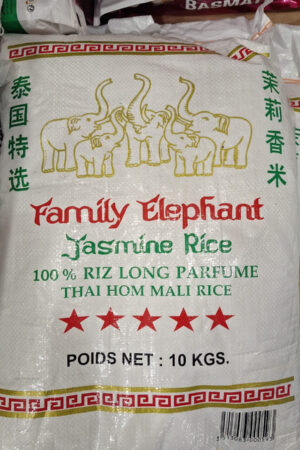 BASMATI
泰国特选
茉莉香米
Family Elephant
Jasmine Rice
100 % RIZ LONG PARFUME
THAI HOM MALI RICE
POIDS NET : 10 KGS.